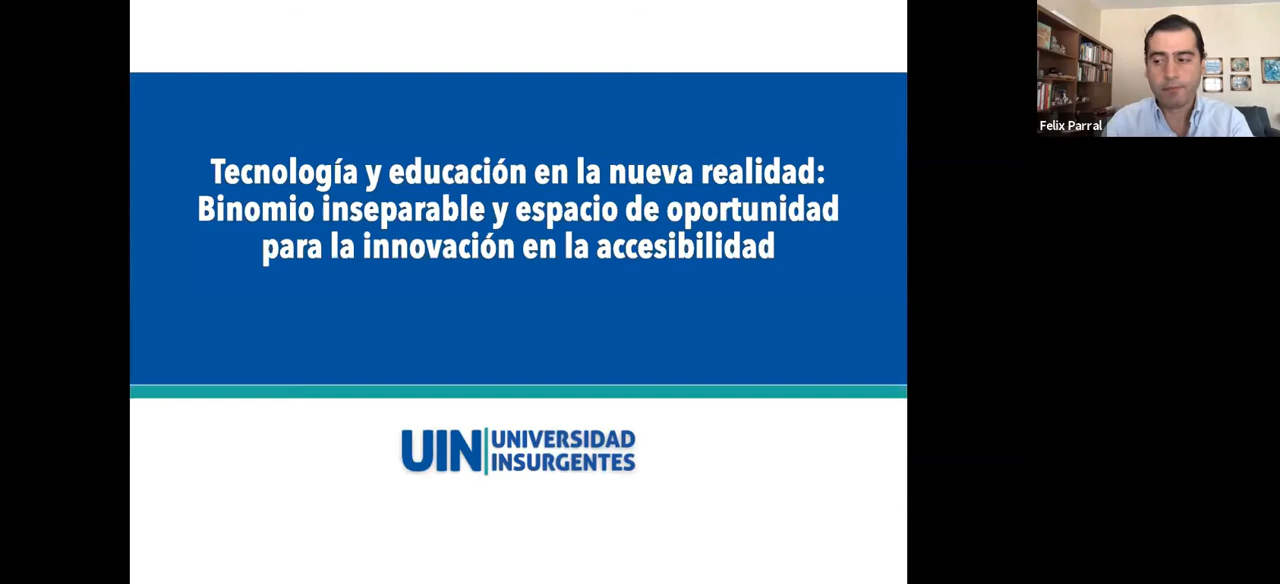 Tecnología y educación en la nueva realidad:
Binomio inseparable y espacio de oportunidad
para la innovación en la accesibilidad
UIN UNIVERSIDAD
INSURGENTES
Felix Parral